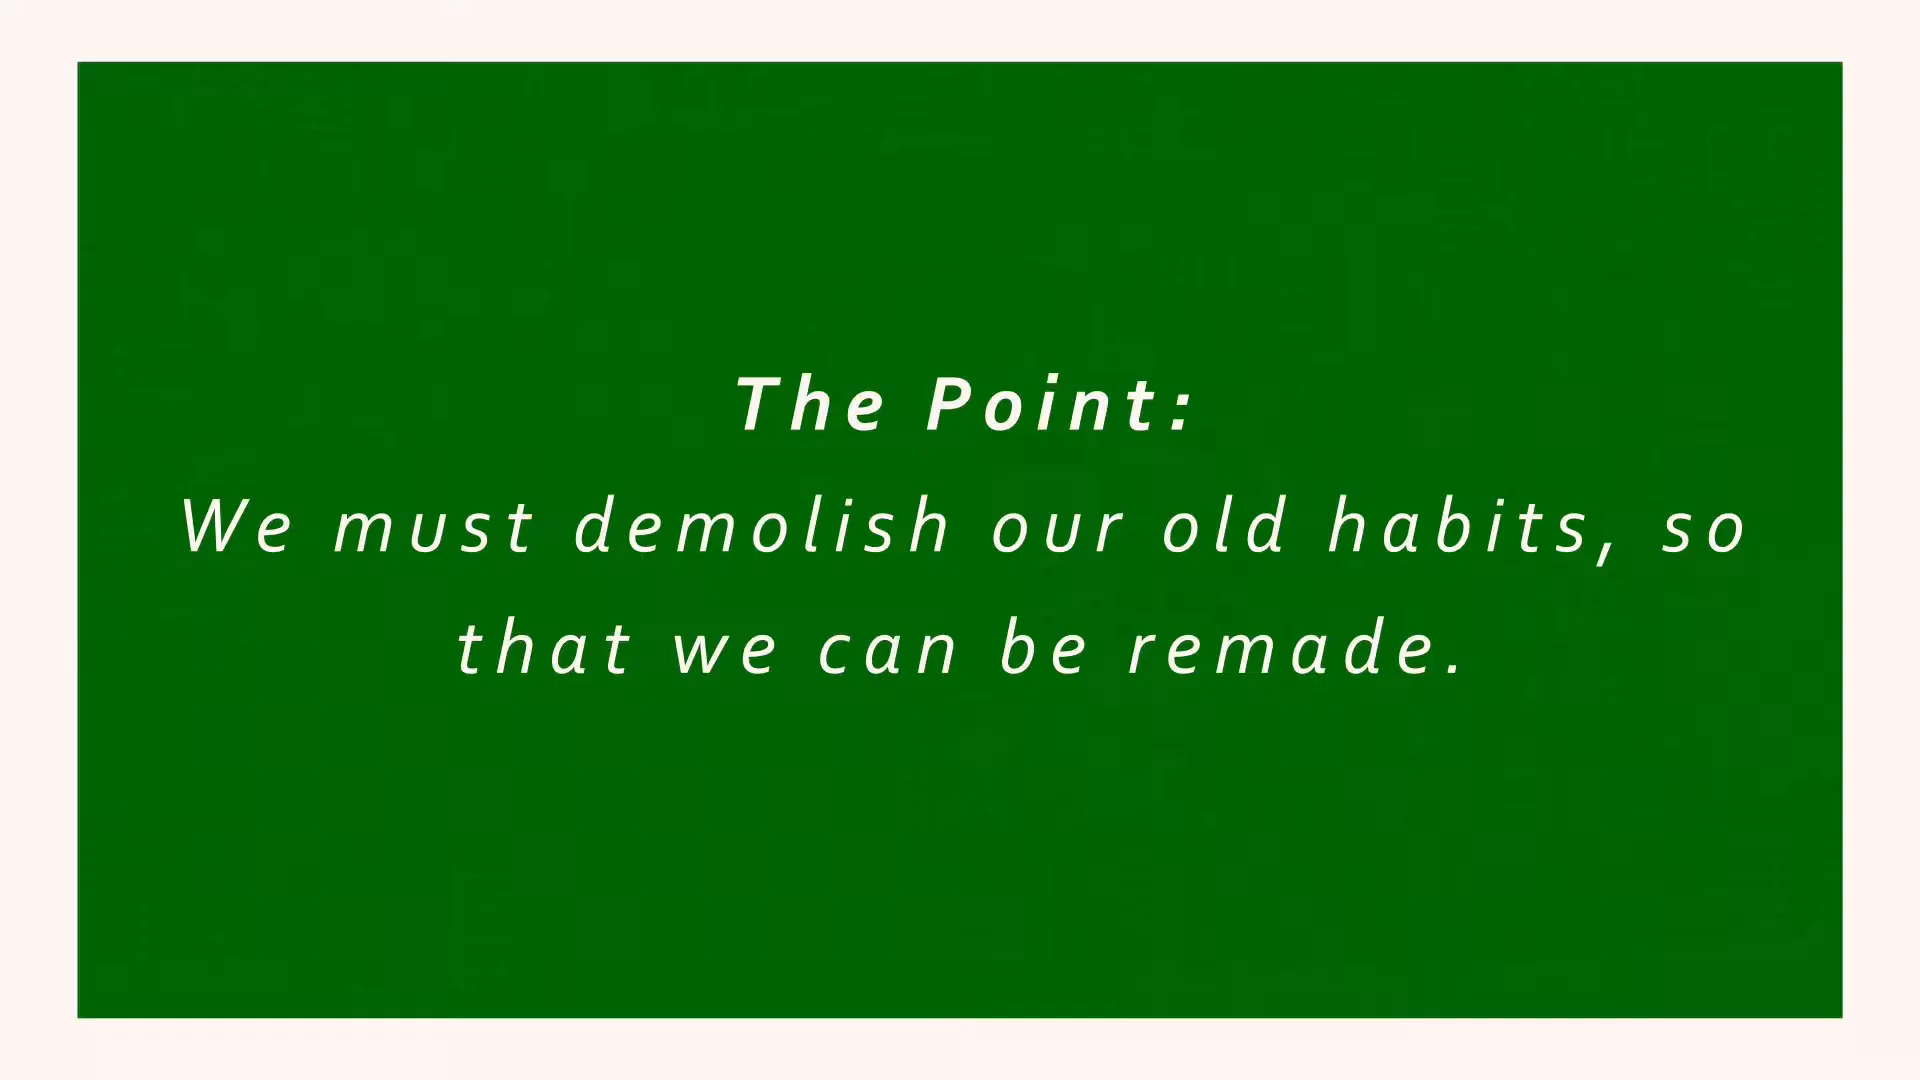 The Point:
We must demolish our old habits, so
that we can be remade.